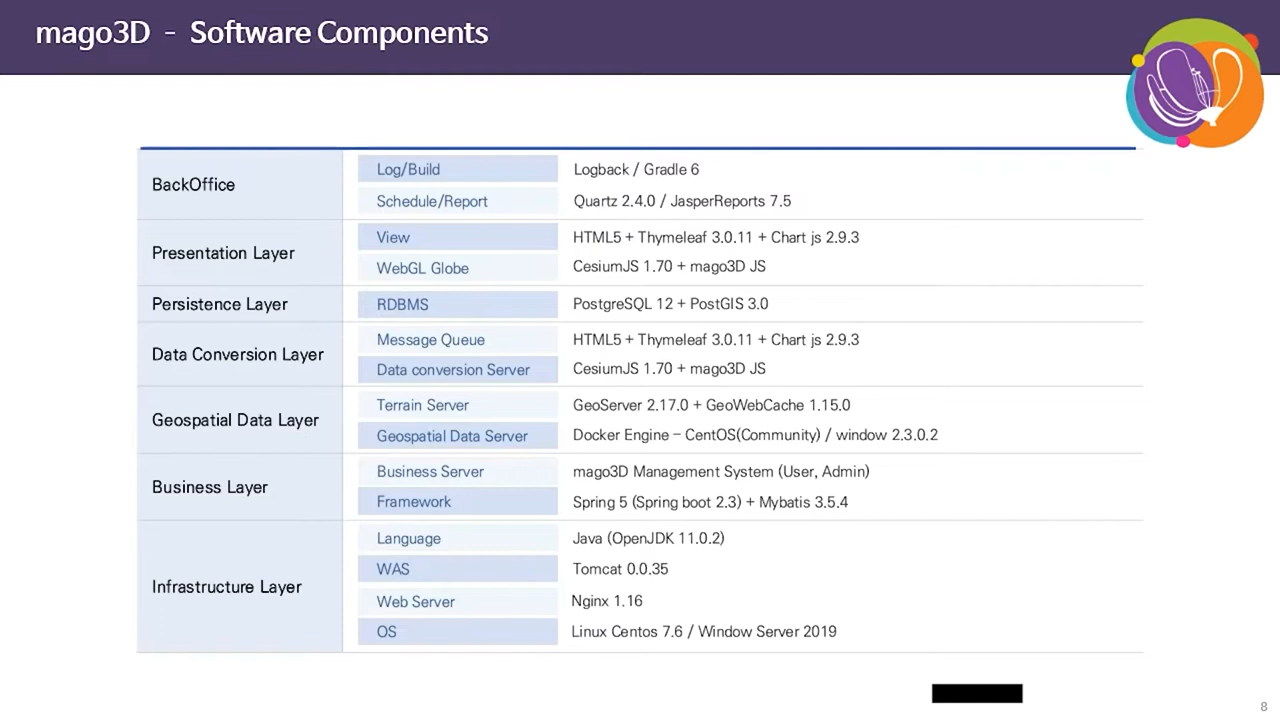 mago3D - Software Components
BackOffice
Log/Build
Logback / Gradle 6
Schedule/Report
Quartz 2.4.0 / JasperReports 7.5
Presentation Layer
View
HTML5 + Thymeleaf 3.0.11 + Chart js 2.9.3
WebGL Globe
CesiumJS 1.70 + mago3D JS
Persistence Layer
RDBMS
PostgreSQL 12 + PostGIS 3.0
Data Conversion Layer
Message Queue
HTML5 + Thymeleaf 3.0.11 + Chart js 2.9.3
Data conversion Server
CesiumJS 1.70 + mago3D JS
Geospatial Data Layer
Terrain Server
GeoServer 2.17.0 + GeoWebCache 1.15.0
Geospatial Data Server
Docker Engine – CentOS(Community) / window 2.3.0.2
Business Layer
Business Server
mago3D Management System (User, Admin)
Framework
Spring 5 (Spring boot 2.3) + Mybatis 3.5.4
Infrastructure Layer
Language
Java (OpenJDK 11.0.2)
WAS
Tomcat 0.0.35
Web Server
Nginx 1.16
OS
Linux Centos 7.6 / Window Server 2019
8